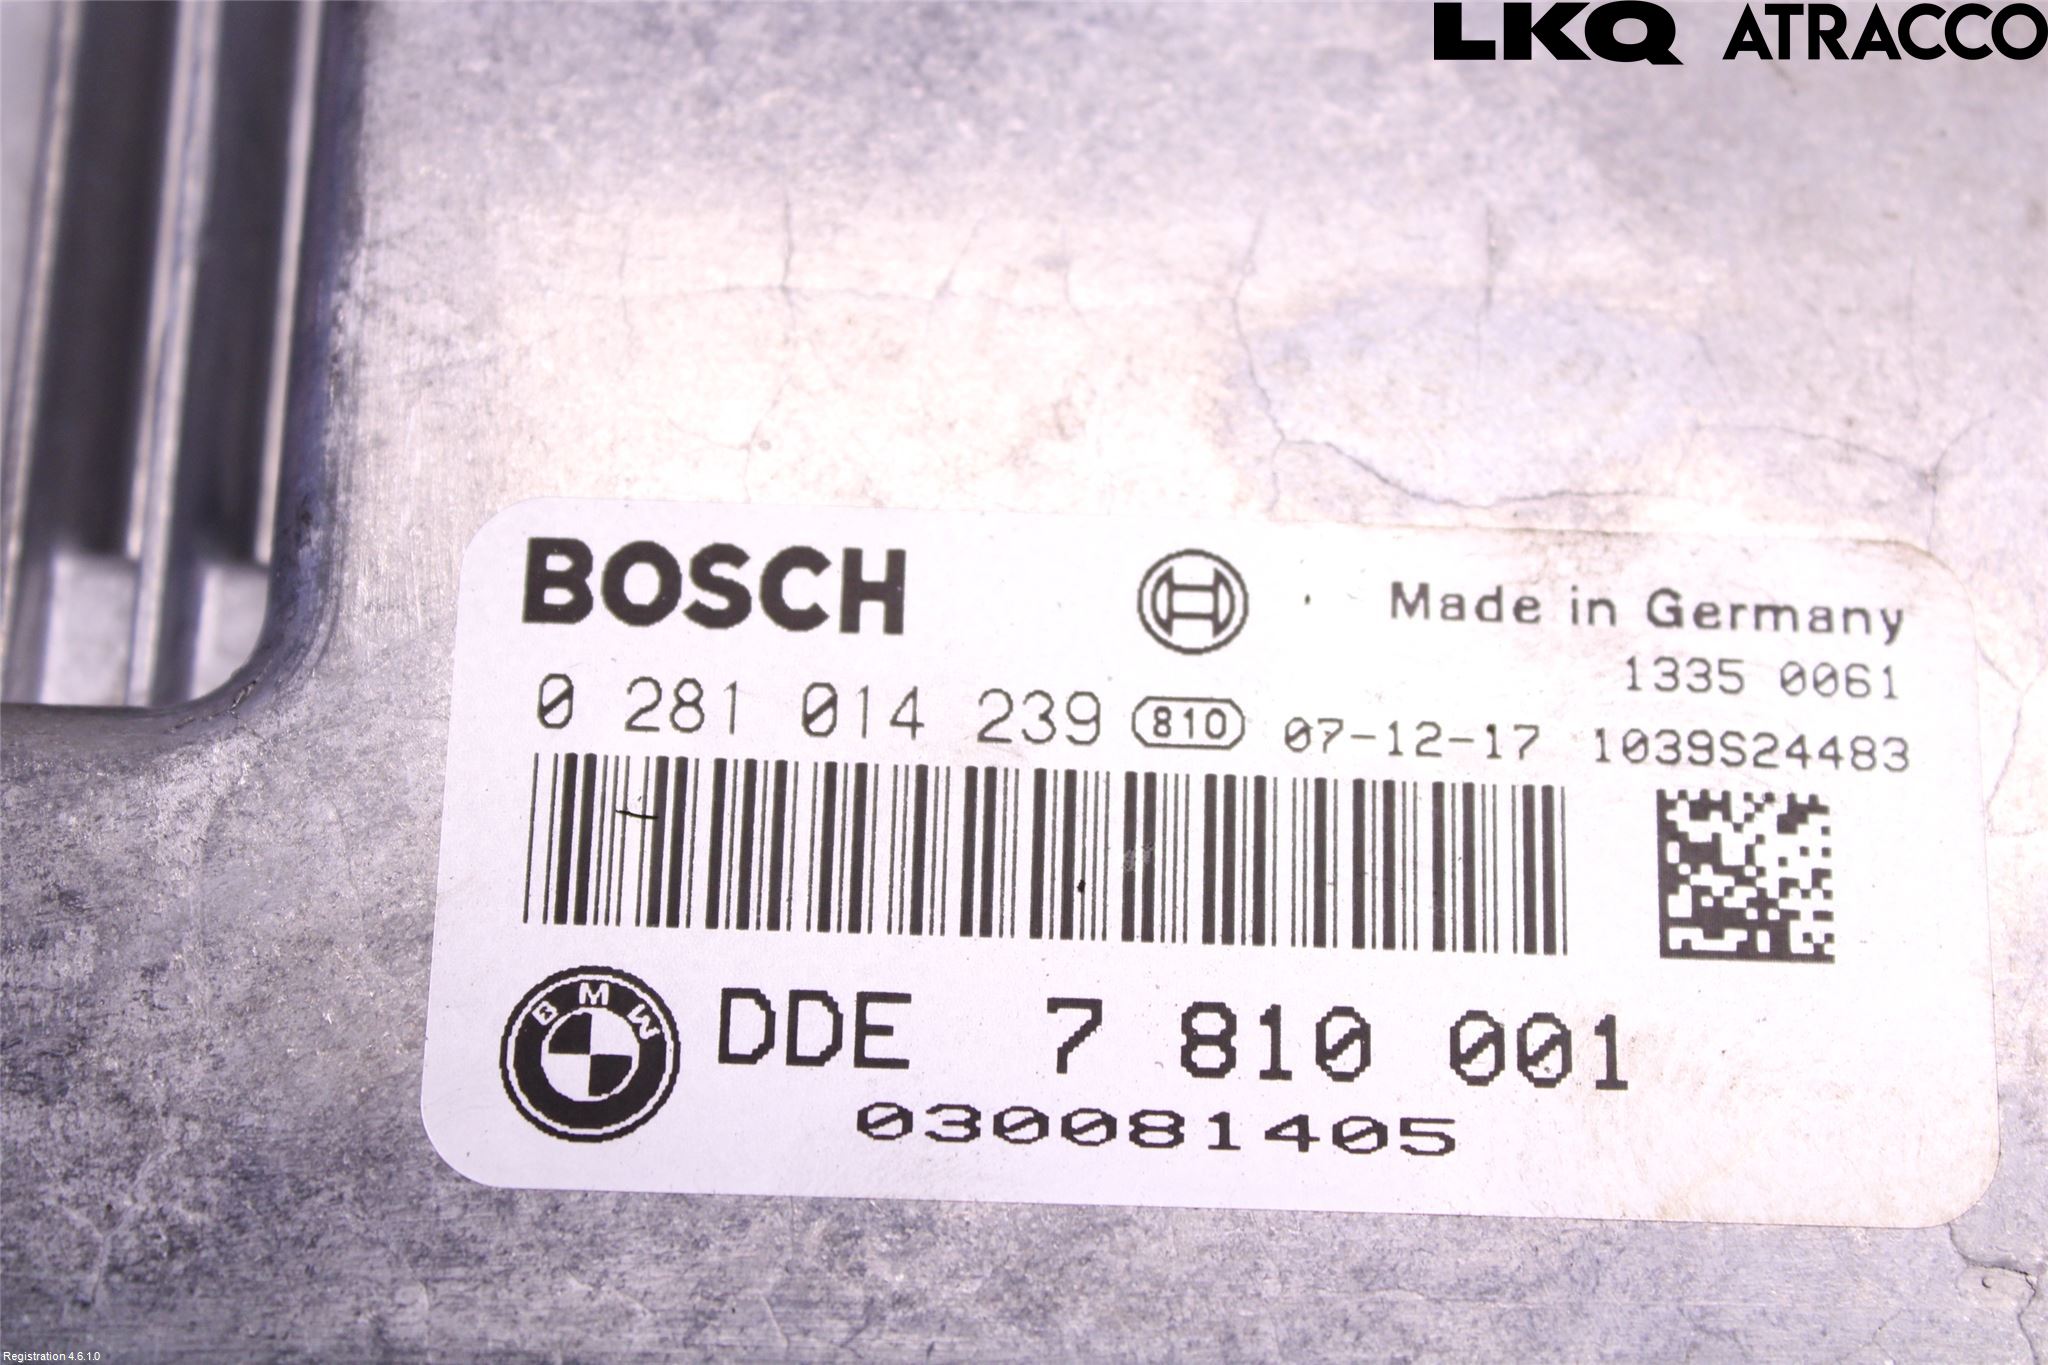 LKQ ATRACCO
BOSCH
Made in Germany
1335 0061
0 281 014 239 810 07-12-17 1039S24483
BMW
DDE 7 810 001
030081405
Registration 4.6.1.0